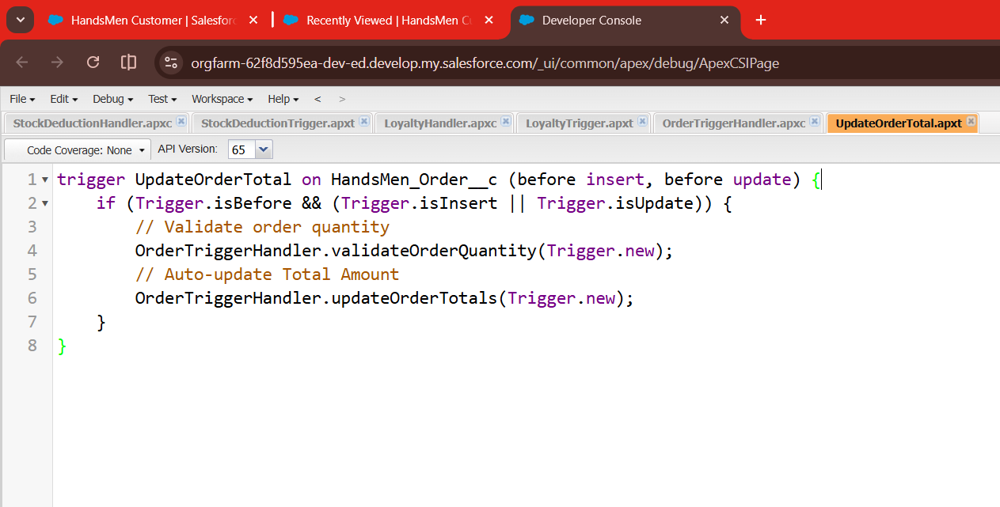 HandsMen Customer | Salesforc
Recently Viewed | HandsMen Cu
Developer Console
orgfarm-62f8d595ea-dev-ed.develop.my.salesforce.com/_ui/common/apex/debug/ApexCSIPage
File Edit Debug Test Workspace Help < >
StockDeductionHandler.apxc StockDeductionTrigger.apxt LoyaltyHandler.apxc LoyaltyTrigger.apxt OrderTriggerHandler.apxc UpdateOrderTotal.apxt
Code Coverage: None API Version: 65
1 trigger UpdateOrderTotal on HandsMen_Order__c (before insert, before update) {
2     if (Trigger.isBefore && (Trigger.isInsert || Trigger.isUpdate)) {
3         // Validate order quantity
4         OrderTriggerHandler.validateOrderQuantity(Trigger.new);
5         // Auto-update Total Amount
6         OrderTriggerHandler.updateOrderTotals(Trigger.new);
7     }
8 }